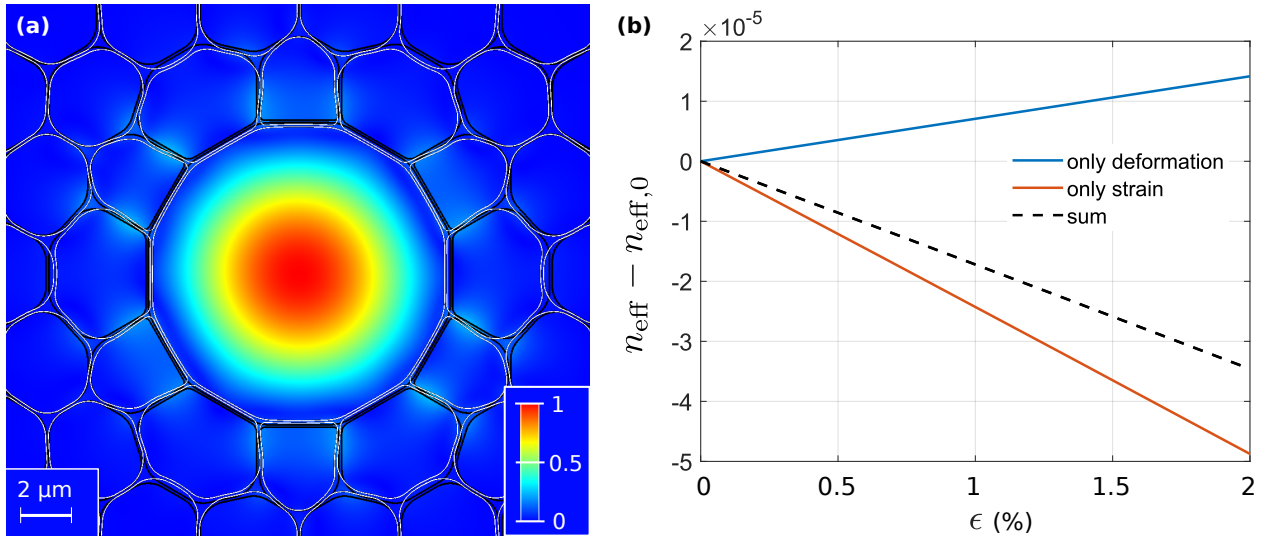 (a)
2 μm
1
0.5
0
(b)
×10⁻⁵
2
1
0
-1
-2
-3
-4
-5
n_eff − n_eff,0
only deformation
only strain
sum
0 0.5 1 1.5 2
ϵ (%)